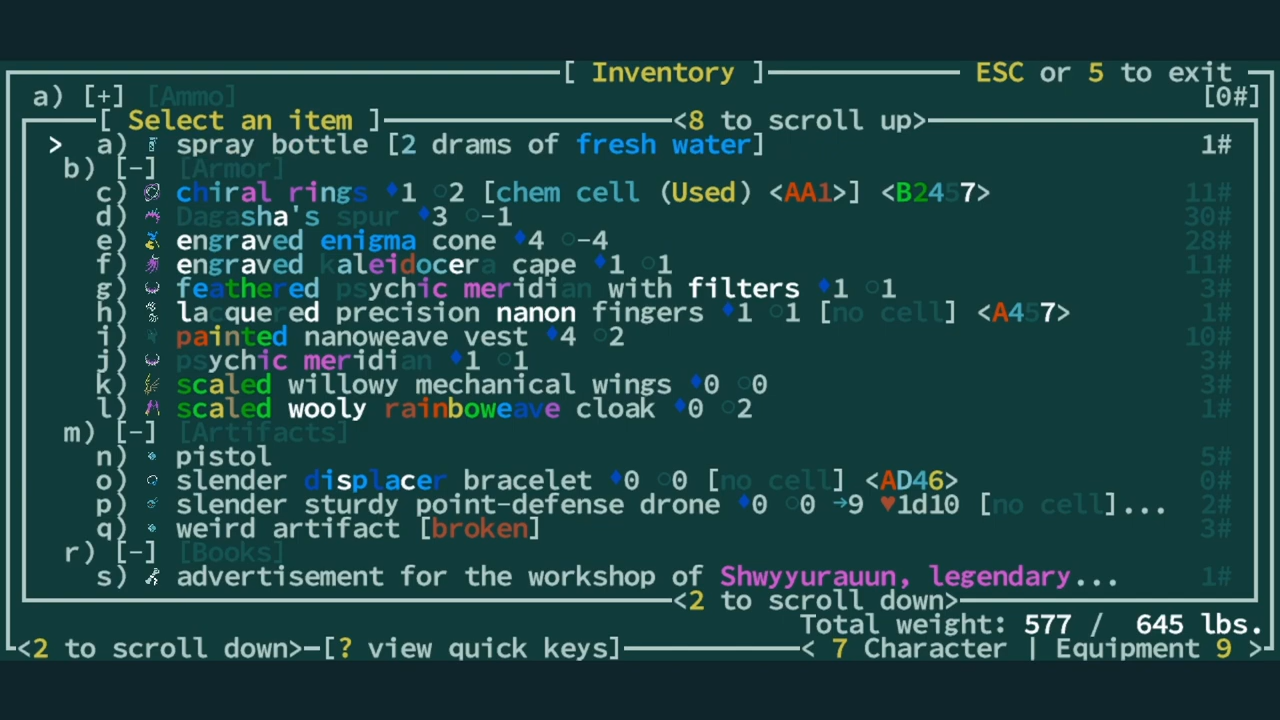 [ Inventory ] ESC or 5 to exit
a) [+] [Ammo] [0#]
[ Select an item ] <8 to scroll up>
> a) spray bottle [2 drams of fresh water] 1#
b) [-] [Armor]
c) chiral rings ♦1 ○2 [chem cell (Used) <AA1>] <B2457> 11#
d) Dagasha's spur ♦3 ○-1 30#
e) engraved enigma cone ♦4 ○-4 28#
f) engraved kaleidocera cape ♦1 ○1 11#
g) feathered psychic meridian with filters ♦1 ○1 3#
h) lacquered precision nanon fingers ♦1 ○1 [no cell] <A457> 1#
i) painted nanoweave vest ♦4 ○2 10#
j) psychic meridian ♦1 ○1 3#
k) scaled willowy mechanical wings ♦0 ○0 3#
l) scaled wooly rainboweave cloak ♦0 ○2 1#
m) [-] [Artifacts]
n) pistol 5#
o) slender displacer bracelet ♦0 ○0 [no cell] <AD46> 0#
p) slender sturdy point-defense drone ♦0 ○0 →9 ♥1d10 [no cell]... 2#
q) weird artifact [broken] 3#
r) [-] [Books]
s) advertisement for the workshop of Shwyyurauun, legendary... 1#
<2 to scroll down>
Total weight: 577 / 645 lbs.
<2 to scroll down> [? view quick keys] < 7 Character | Equipment 9 >